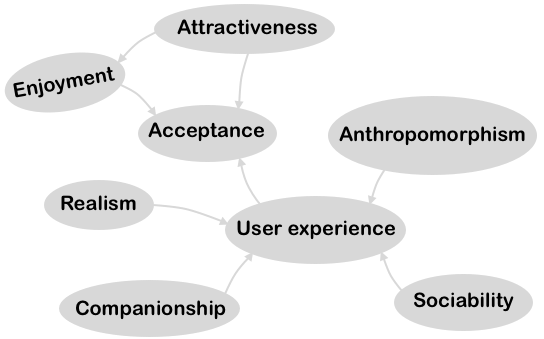 Attractiveness
Enjoyment
Acceptance
Anthropomorphism
Realism
User experience
Companionship
Sociability